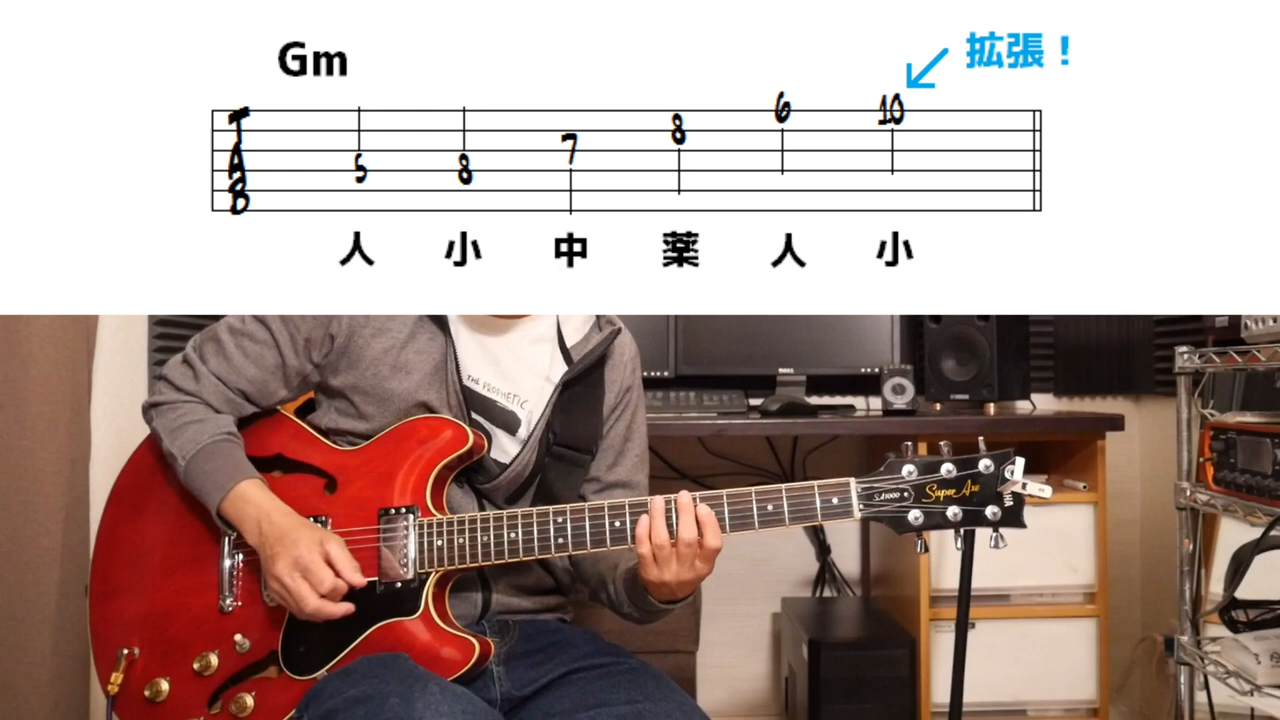 Gm
拡張！
T
A
B
5 8 7 8 6 10
人 小 中 薬 人 小
THE PROPHETIC
DELL
SA1000
Super Axe